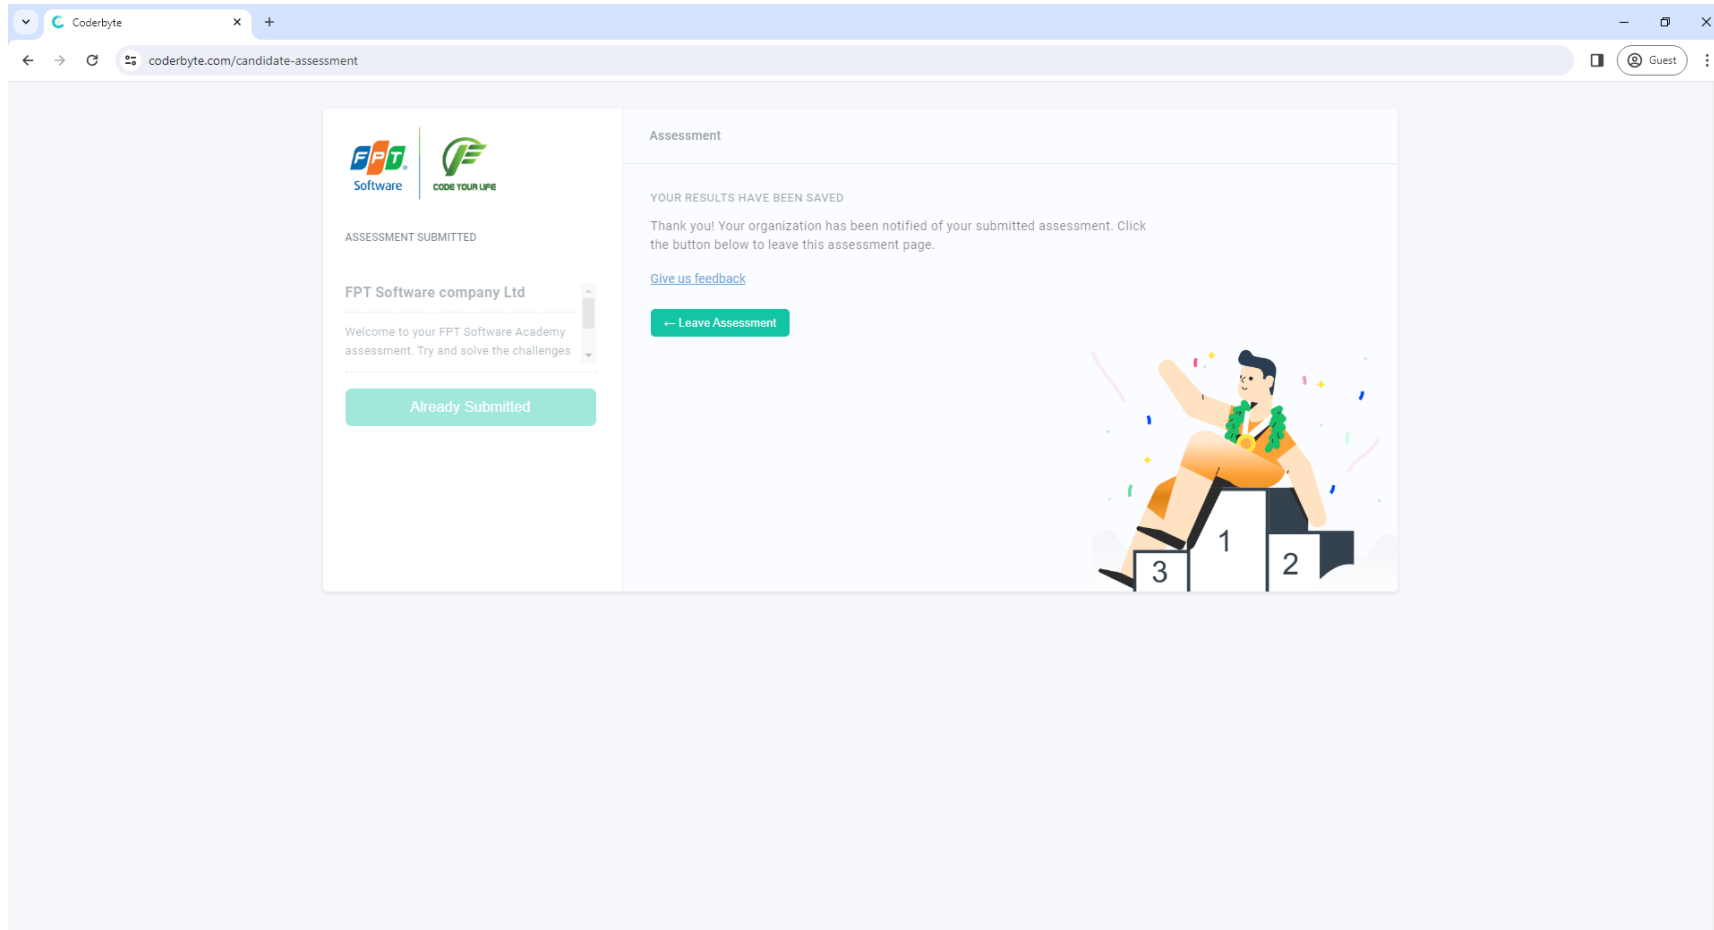 Coderbyte
coderbyte.com/candidate-assessment
Guest
FPT
Software
CODE YOUR LIFE
ASSESSMENT SUBMITTED
FPT Software company Ltd
Welcome to your FPT Software Academy
assessment. Try and solve the challenges
Already Submitted
Assessment
YOUR RESULTS HAVE BEEN SAVED
Thank you! Your organization has been notified of your submitted assessment. Click
the button below to leave this assessment page.
Give us feedback
← Leave Assessment
1
2
3